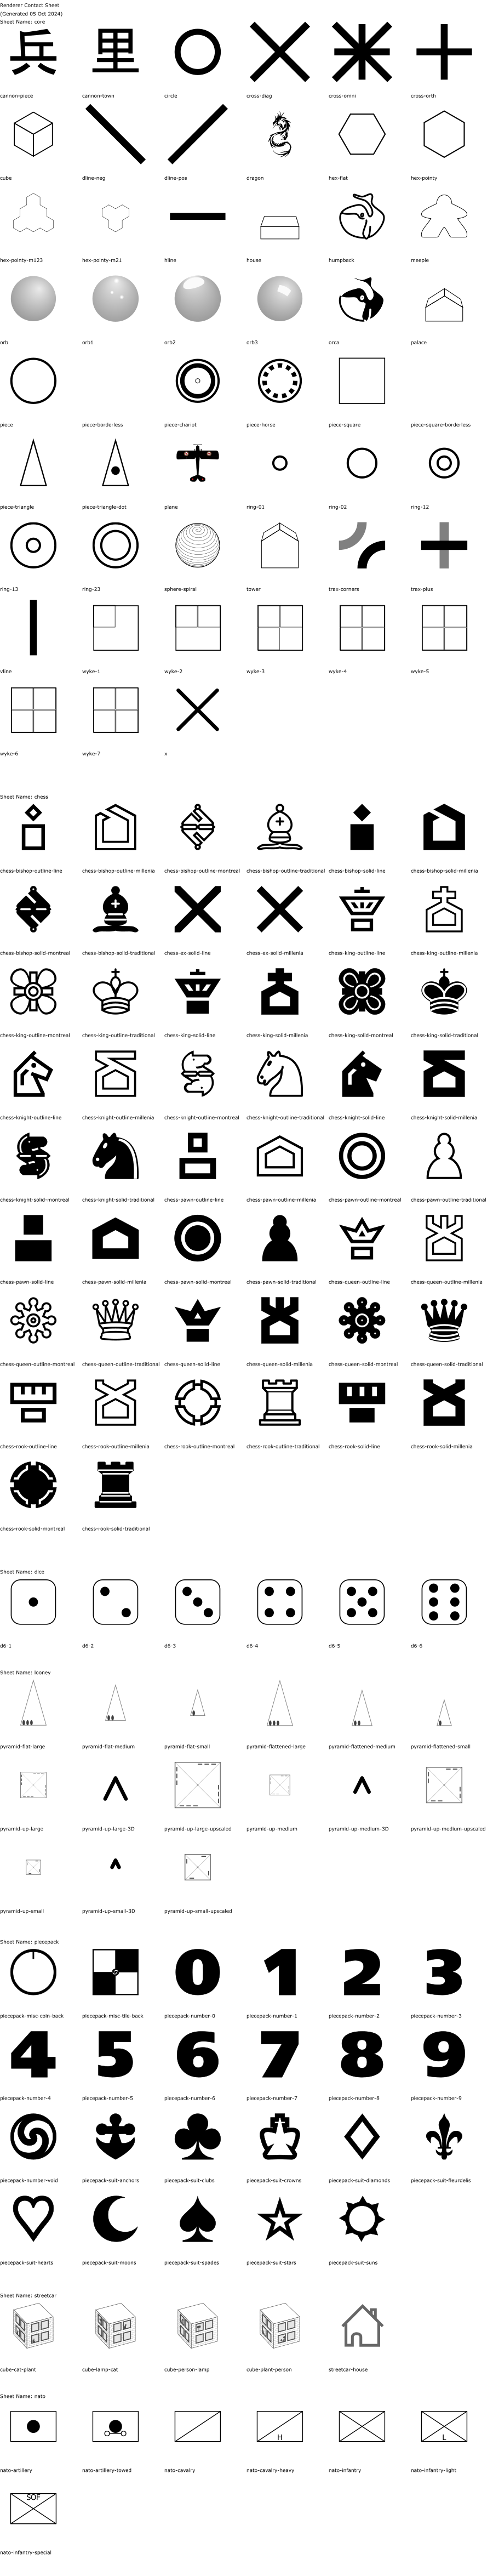 Renderer Contact Sheet
(Generated 05 Oct 2024)
Sheet Name: core
兵 里
cannon-piece cannon-town circle cross-diag cross-omni cross-orth
cube dline-neg dline-pos dragon hex-flat hex-pointy
hex-pointy-m123 hex-pointy-m21 hline house humpback meeple
orb orb1 orb2 orb3 orca palace
piece piece-borderless piece-chariot piece-horse piece-square piece-square-borderless
piece-triangle piece-triangle-dot plane ring-01 ring-02 ring-12
ring-13 ring-23 sphere-spiral tower trax-corners trax-plus
vline wyke-1 wyke-2 wyke-3 wyke-4 wyke-5
wyke-6 wyke-7 x
Sheet Name: chess
chess-bishop-outline-line chess-bishop-outline-millenia chess-bishop-outline-montreal chess-bishop-outline-traditional chess-bishop-solid-line chess-bishop-solid-millenia
chess-bishop-solid-montreal chess-bishop-solid-traditional chess-ex-solid-line chess-ex-solid-millenia chess-king-outline-line chess-king-outline-millenia
chess-king-outline-montreal chess-king-outline-traditional chess-king-solid-line chess-king-solid-millenia chess-king-solid-montreal chess-king-solid-traditional
chess-knight-outline-line chess-knight-outline-millenia chess-knight-outline-montreal chess-knight-outline-traditional chess-knight-solid-line chess-knight-solid-millenia
chess-knight-solid-montreal chess-knight-solid-traditional chess-pawn-outline-line chess-pawn-outline-millenia chess-pawn-outline-montreal chess-pawn-outline-traditional
chess-pawn-solid-line chess-pawn-solid-millenia chess-pawn-solid-montreal chess-pawn-solid-traditional chess-queen-outline-line chess-queen-outline-millenia
chess-queen-outline-montreal chess-queen-outline-traditional chess-queen-solid-line chess-queen-solid-millenia chess-queen-solid-montreal chess-queen-solid-traditional
chess-rook-outline-line chess-rook-outline-millenia chess-rook-outline-montreal chess-rook-outline-traditional chess-rook-solid-line chess-rook-solid-millenia
chess-rook-solid-montreal chess-rook-solid-traditional
Sheet Name: dice
d6-1 d6-2 d6-3 d6-4 d6-5 d6-6
Sheet Name: looney
pyramid-flat-large pyramid-flat-medium pyramid-flat-small pyramid-flattened-large pyramid-flattened-medium pyramid-flattened-small
pyramid-up-large pyramid-up-large-3D pyramid-up-large-upscaled pyramid-up-medium pyramid-up-medium-3D pyramid-up-medium-upscaled
pyramid-up-small pyramid-up-small-3D pyramid-up-small-upscaled
Sheet Name: piecepack
0 1 2 3
piecepack-misc-coin-back piecepack-misc-tile-back piecepack-number-0 piecepack-number-1 piecepack-number-2 piecepack-number-3
4 5 6 7 8 9
piecepack-number-4 piecepack-number-5 piecepack-number-6 piecepack-number-7 piecepack-number-8 piecepack-number-9
piecepack-number-void piecepack-suit-anchors piecepack-suit-clubs piecepack-suit-crowns piecepack-suit-diamonds piecepack-suit-fleurdelis
piecepack-suit-hearts piecepack-suit-moons piecepack-suit-spades piecepack-suit-stars piecepack-suit-suns
Sheet Name: streetcar
cube-cat-plant cube-lamp-cat cube-person-lamp cube-plant-person streetcar-house
Sheet Name: nato
H L
nato-artillery nato-artillery-towed nato-cavalry nato-cavalry-heavy nato-infantry nato-infantry-light
SOF
nato-infantry-special